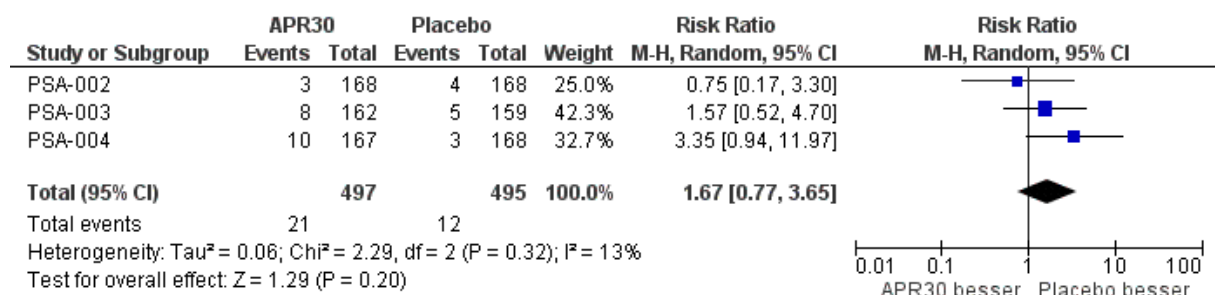 APR30 Placebo Risk Ratio Risk Ratio
Study or Subgroup Events Total Events Total Weight M-H, Random, 95% CI M-H, Random, 95% CI
PSA-002 3 168 4 168 25.0% 0.75 [0.17, 3.30]
PSA-003 8 162 5 159 42.3% 1.57 [0.52, 4.70]
PSA-004 10 167 3 168 32.7% 3.35 [0.94, 11.97]
Total (95% CI) 497 495 100.0% 1.67 [0.77, 3.65]
Total events 21 12
Heterogeneity: Tau² = 0.06; Chi² = 2.29, df = 2 (P = 0.32); I² = 13%
Test for overall effect: Z = 1.29 (P = 0.20)
0.01 0.1 1 10 100
APR30 besser Placebo besser